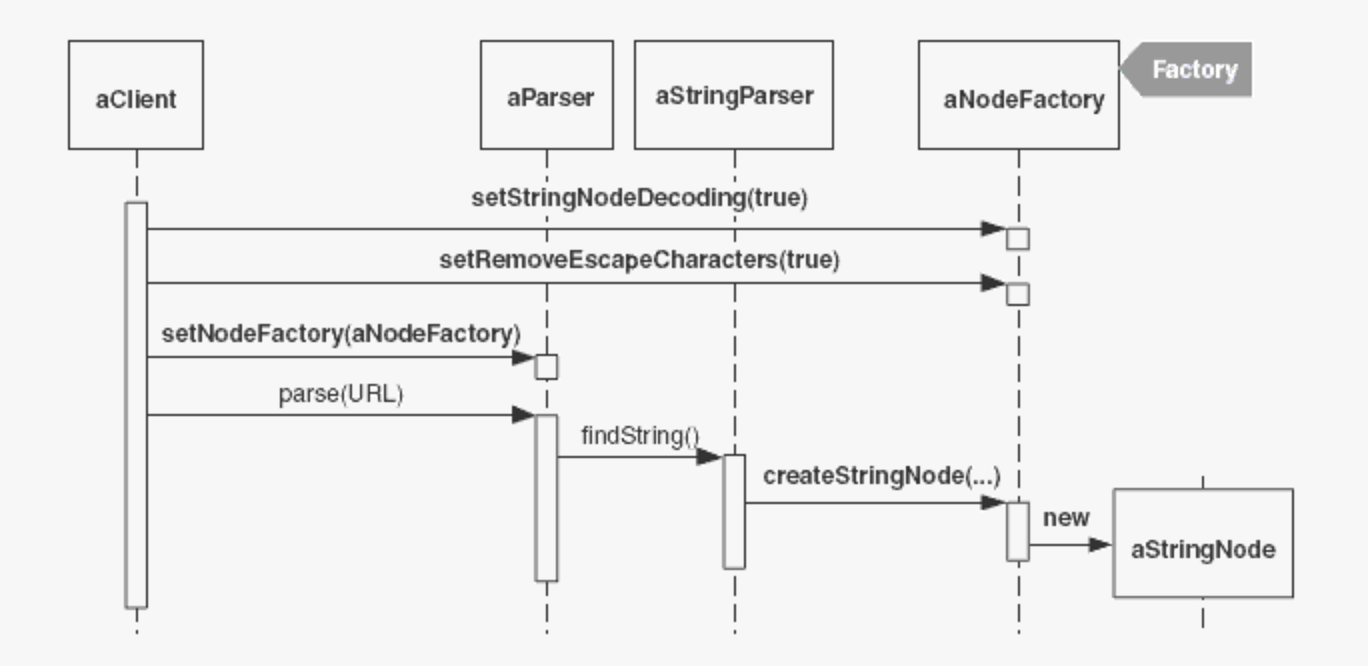 aClient
aParser
aStringParser
aNodeFactory
Factory
setStringNodeDecoding(true)
setRemoveEscapeCharacters(true)
setNodeFactory(aNodeFactory)
parse(URL)
findString()
createStringNode(...)
new
aStringNode